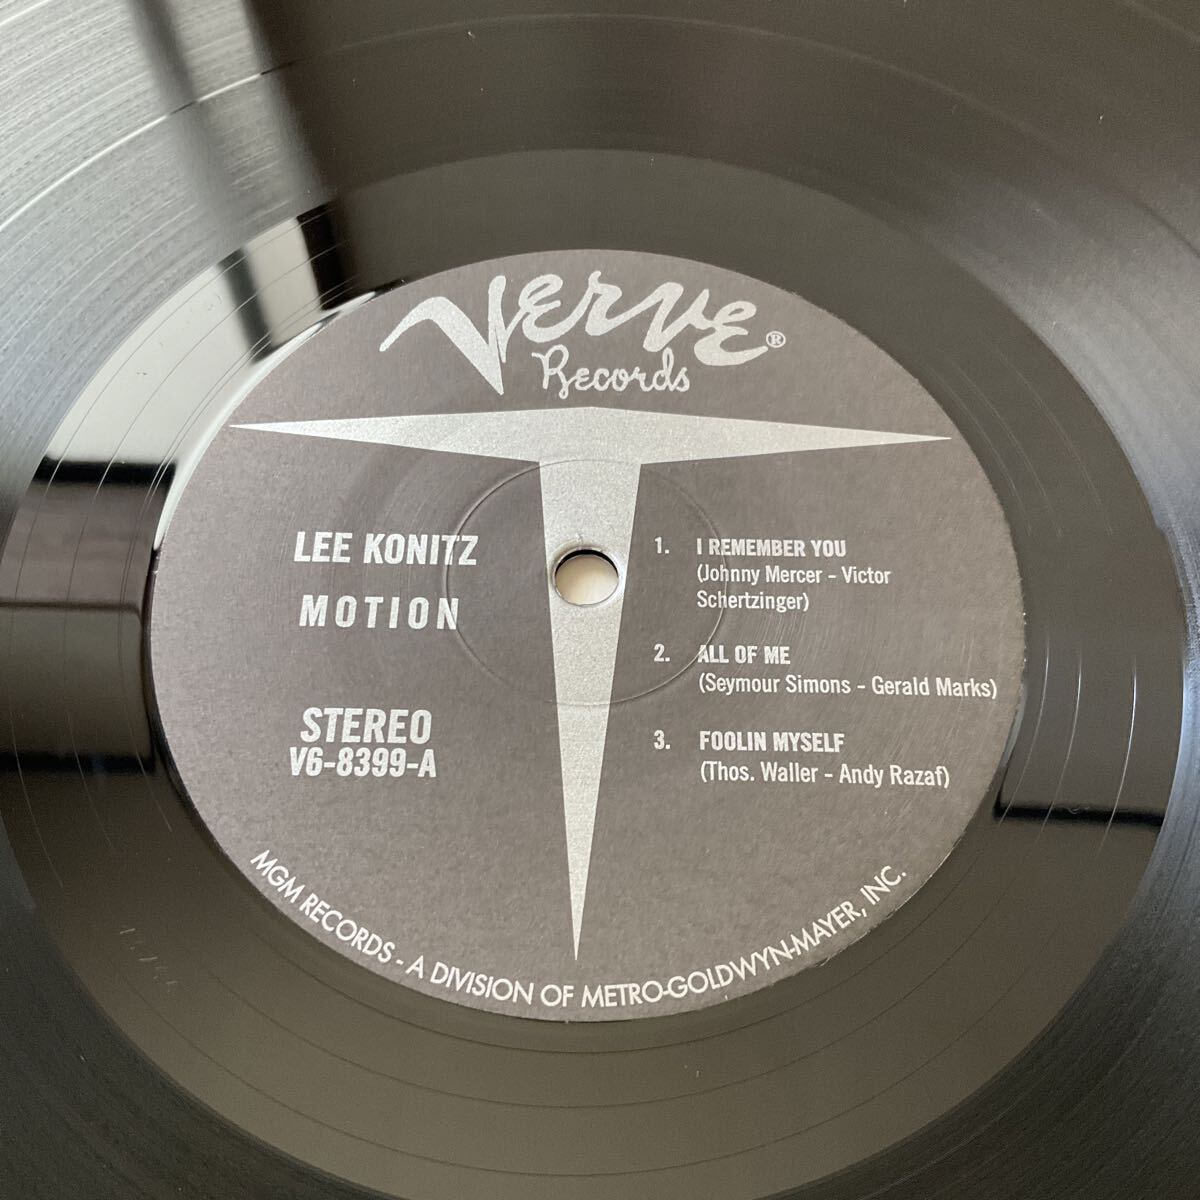 Verve®
Records
LEE KONITZ
MOTION
STEREO
V6-8399-A
1. I REMEMBER YOU
(Johnny Mercer - Victor
Schertzinger)
2. ALL OF ME
(Seymour Simons - Gerald Marks)
3. FOOLIN MYSELF
(Thos. Waller - Andy Razaf)
MGM RECORDS - A DIVISION OF METRO-GOLDWYN-MAYER, INC.